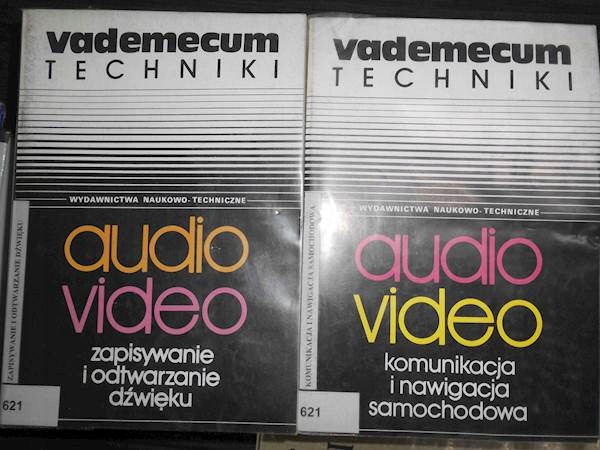 vademecum
TECHNIKI
WYDAWNICTWA NAUKOWO-TECHNICZNE
audio
video
zapisywanie
i odtwarzanie
dźwięku
ZAPISYWANIE I ODTWARZANIE DŹWIĘKU
621
vademecum
TECHNIKI
WYDAWNICTWA NAUKOWO-TECHNICZNE
audio
video
komunikacja
i nawigacja
samochodowa
KOMUNIKACJA I NAWIGACJA SAMOCHODOWA
621